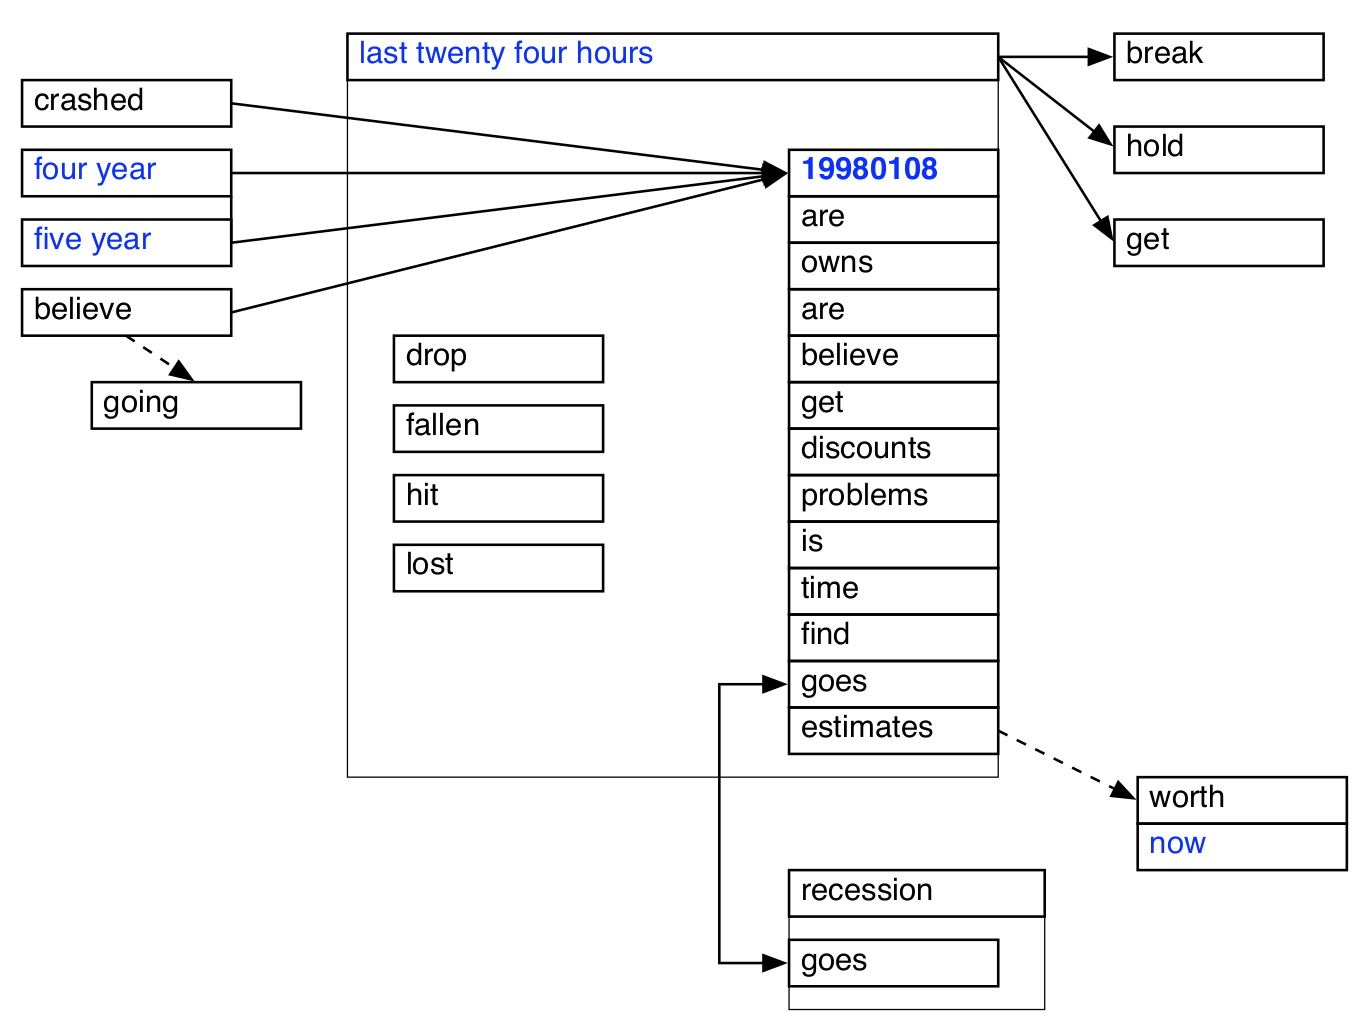 last twenty four hours
break
crashed
hold
four year
19980108
five year
are
get
owns
believe
are
drop
believe
going
get
fallen
discounts
hit
problems
is
lost
time
find
goes
estimates
worth
now
recession
goes